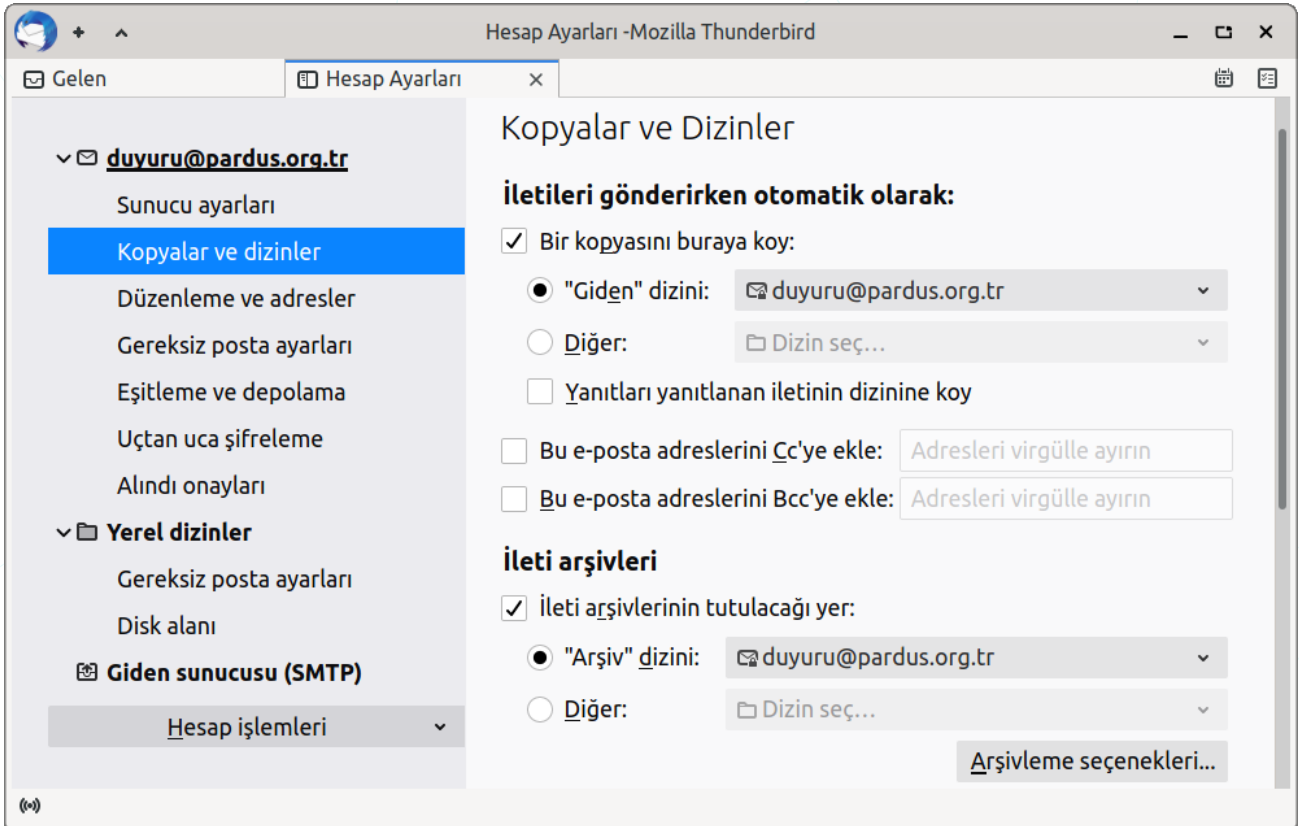 Hesap Ayarları -Mozilla Thunderbird
Gelen
Hesap Ayarları
duyuru@pardus.org.tr
Sunucu ayarları
Kopyalar ve dizinler
Düzenleme ve adresler
Gereksiz posta ayarları
Eşitleme ve depolama
Uçtan uca şifreleme
Alındı onayları
Yerel dizinler
Gereksiz posta ayarları
Disk alanı
Giden sunucusu (SMTP)
Hesap işlemleri
Kopyalar ve Dizinler
İletileri gönderirken otomatik olarak:
Bir kopyasını buraya koy:
"Giden" dizini: duyuru@pardus.org.tr
Diğer: Dizin seç…
Yanıtları yanıtlanan iletinin dizinine koy
Bu e-posta adreslerini Cc'ye ekle: Adresleri virgülle ayırın
Bu e-posta adreslerini Bcc'ye ekle: Adresleri virgülle ayırın
İleti arşivleri
İleti arşivlerinin tutulacağı yer:
"Arşiv" dizini: duyuru@pardus.org.tr
Diğer: Dizin seç…
Arşivleme seçenekleri...